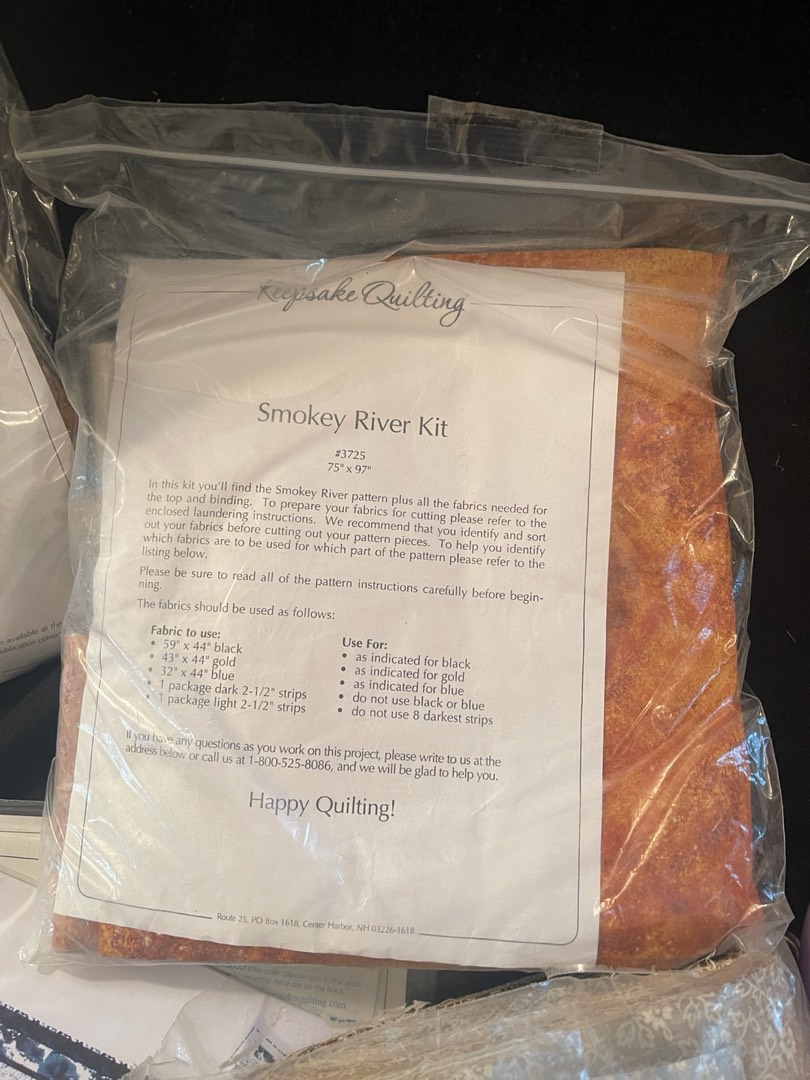 Keepsake Quilting
Smokey River Kit
#3725
75" x 97"
In this kit you'll find the Smokey River pattern plus all the fabrics needed for
the top and binding. To prepare your fabrics for cutting please refer to the
enclosed laundering instructions. We recommend that you identify and sort
out your fabrics before cutting out your pattern pieces. To help you identify
which fabrics are to be used for which part of the pattern please refer to the
listing below.
Please be sure to read all of the pattern instructions carefully before begin-
ning.
The fabrics should be used as follows:
Fabric to use:
• 59" x 44" black
• 43" x 44" gold
• 32" x 44" blue
• 1 package dark 2-1/2" strips
• 1 package light 2-1/2" strips
Use For:
• as indicated for black
• as indicated for gold
• as indicated for blue
• do not use black or blue
• do not use 8 darkest strips
If you have any questions as you work on this project, please write to us at the
address below or call us at 1-800-525-8086, and we will be glad to help you.
Happy Quilting!
Route 25, PO Box 1618, Center Harbor, NH 03226-1618
available at the
quilting.com